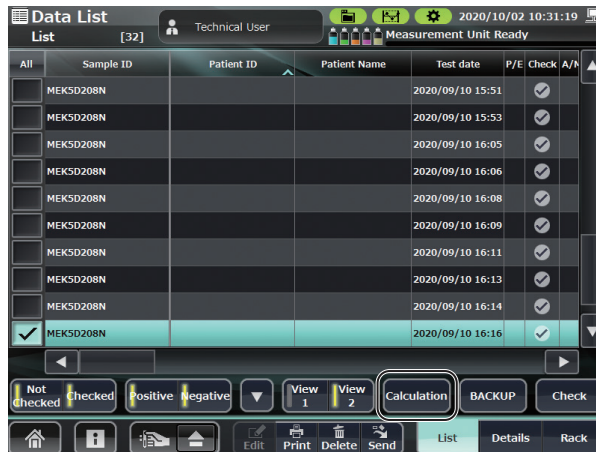 Data List
Technical User
2020/10/02 10:31:19
List [32]
Measurement Unit Ready
All Sample ID Patient ID Patient Name Test date P/E Check A/N
MEK5D208N 2020/09/10 15:51
MEK5D208N 2020/09/10 15:53
MEK5D208N 2020/09/10 16:05
MEK5D208N 2020/09/10 16:06
MEK5D208N 2020/09/10 16:08
MEK5D208N 2020/09/10 16:09
MEK5D208N 2020/09/10 16:11
MEK5D208N 2020/09/10 16:13
MEK5D208N 2020/09/10 16:14
MEK5D208N 2020/09/10 16:16
Not Checked
Checked
Positive
Negative
View 1
View 2
Calculation
BACKUP
Check
Edit
Print
Delete
Send
List
Details
Rack